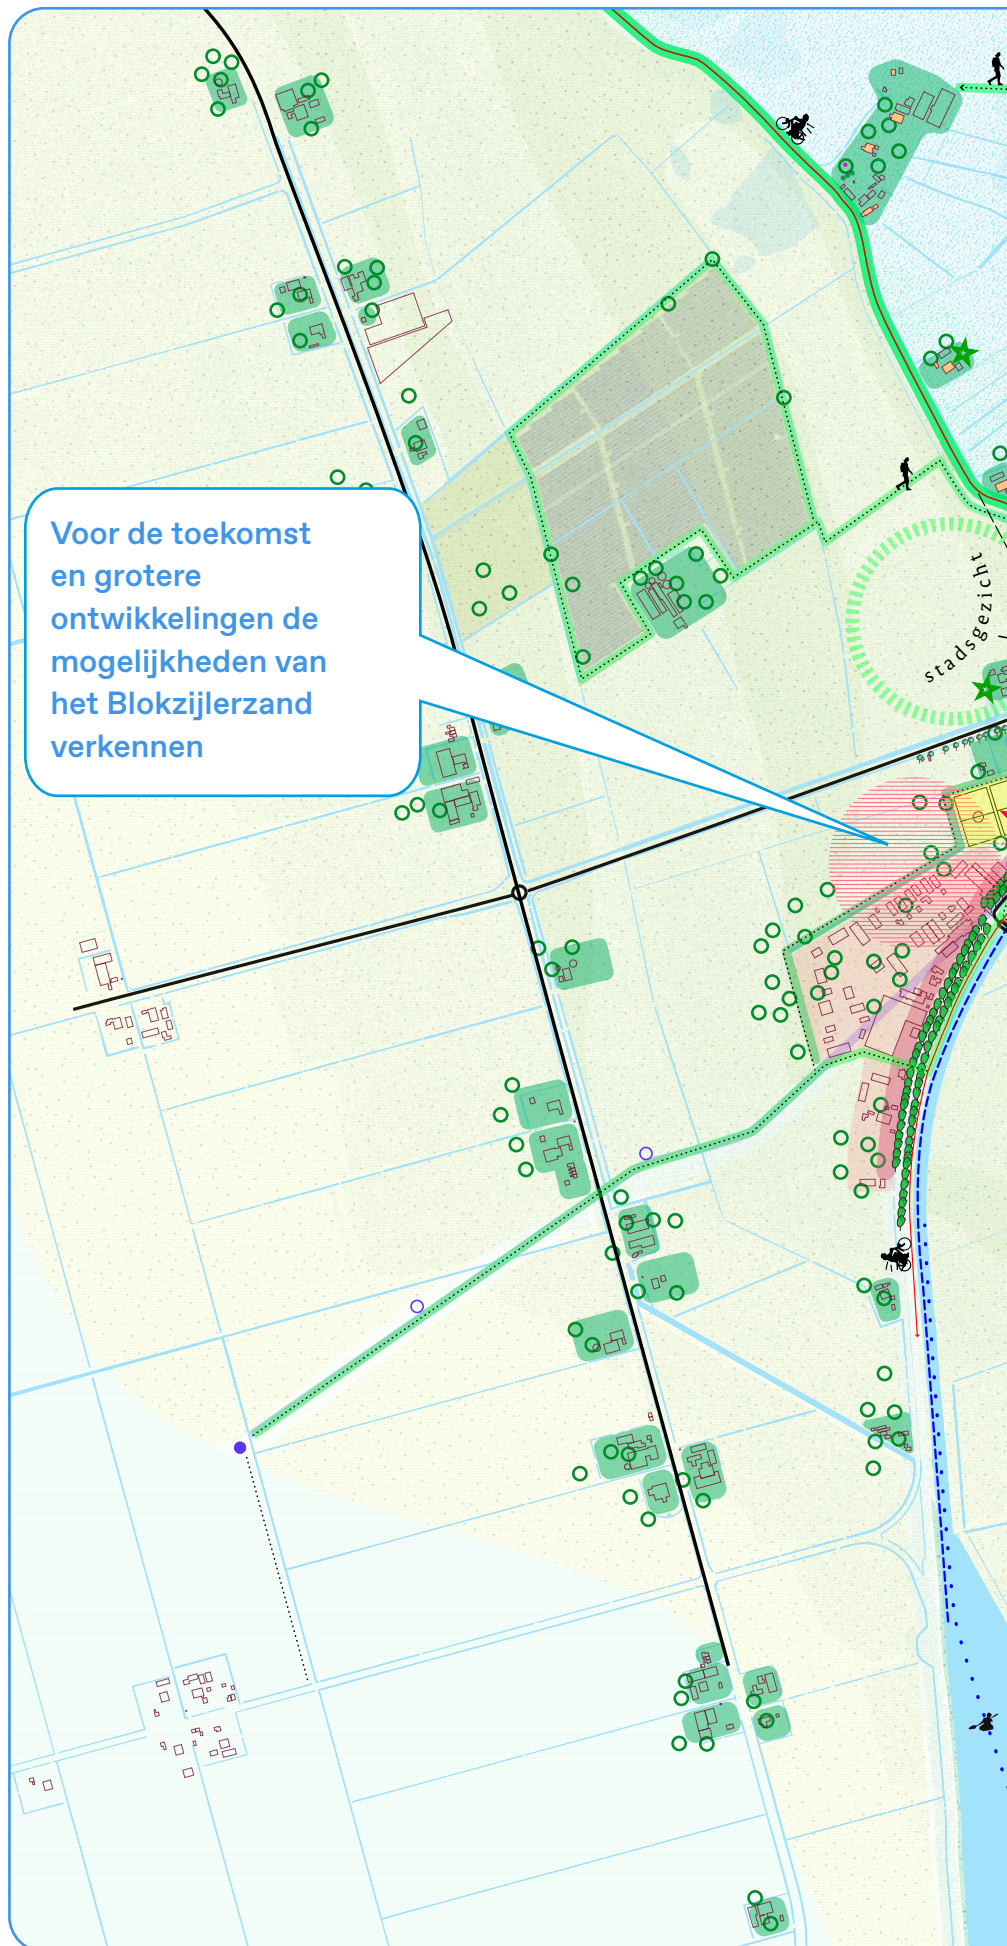 Voor de toekomst
en grotere
ontwikkelingen de
mogelijkheden van
het Blokzijlerzand
verkennen
stadsgezicht